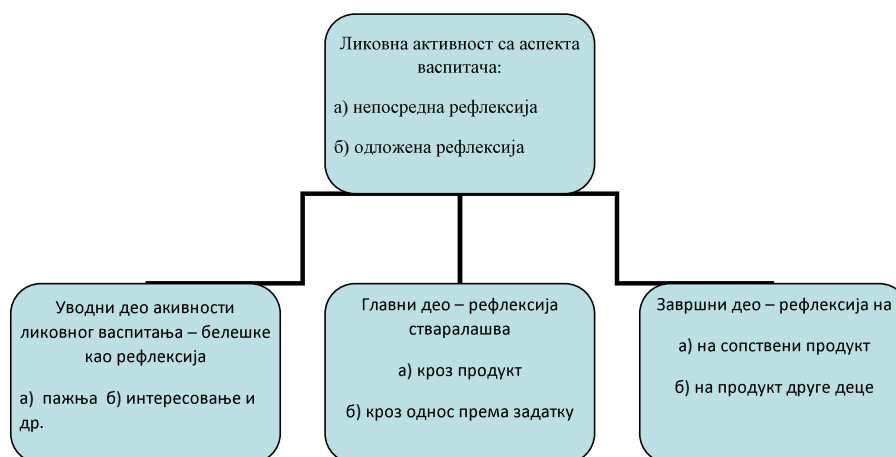 Ликовна активност са аспекта
васпитача:
а) непосредна рефлексија
б) одложена рефлексија
Уводни део акивности
ликовног васпитања – белешке
као рефлексија
а) пажња б) интересовање и
др.
Главни део – рефлексија
стваралашва
а) кроз продукт
б) кроз однос према задатку
Завршни део – рефлексија на
а) на сопствени продукт
б) на продукт друге деце